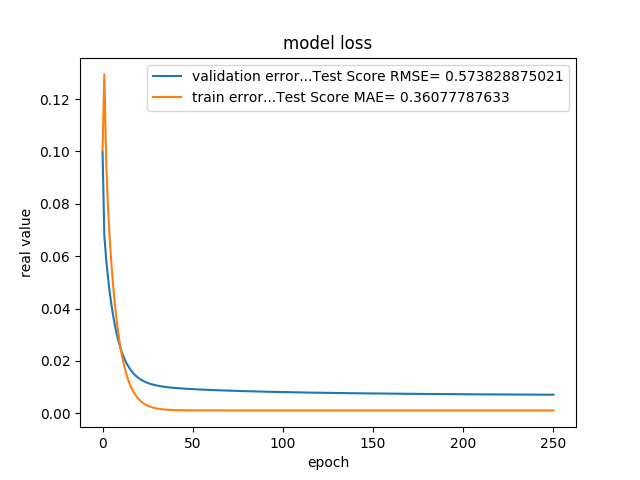 model loss
validation error...Test Score RMSE= 0.573828875021
train error...Test Score MAE= 0.36077787633
0.12
0.10
0.08
0.06
0.04
0.02
0.00
real value
0 50 100 150 200 250
epoch